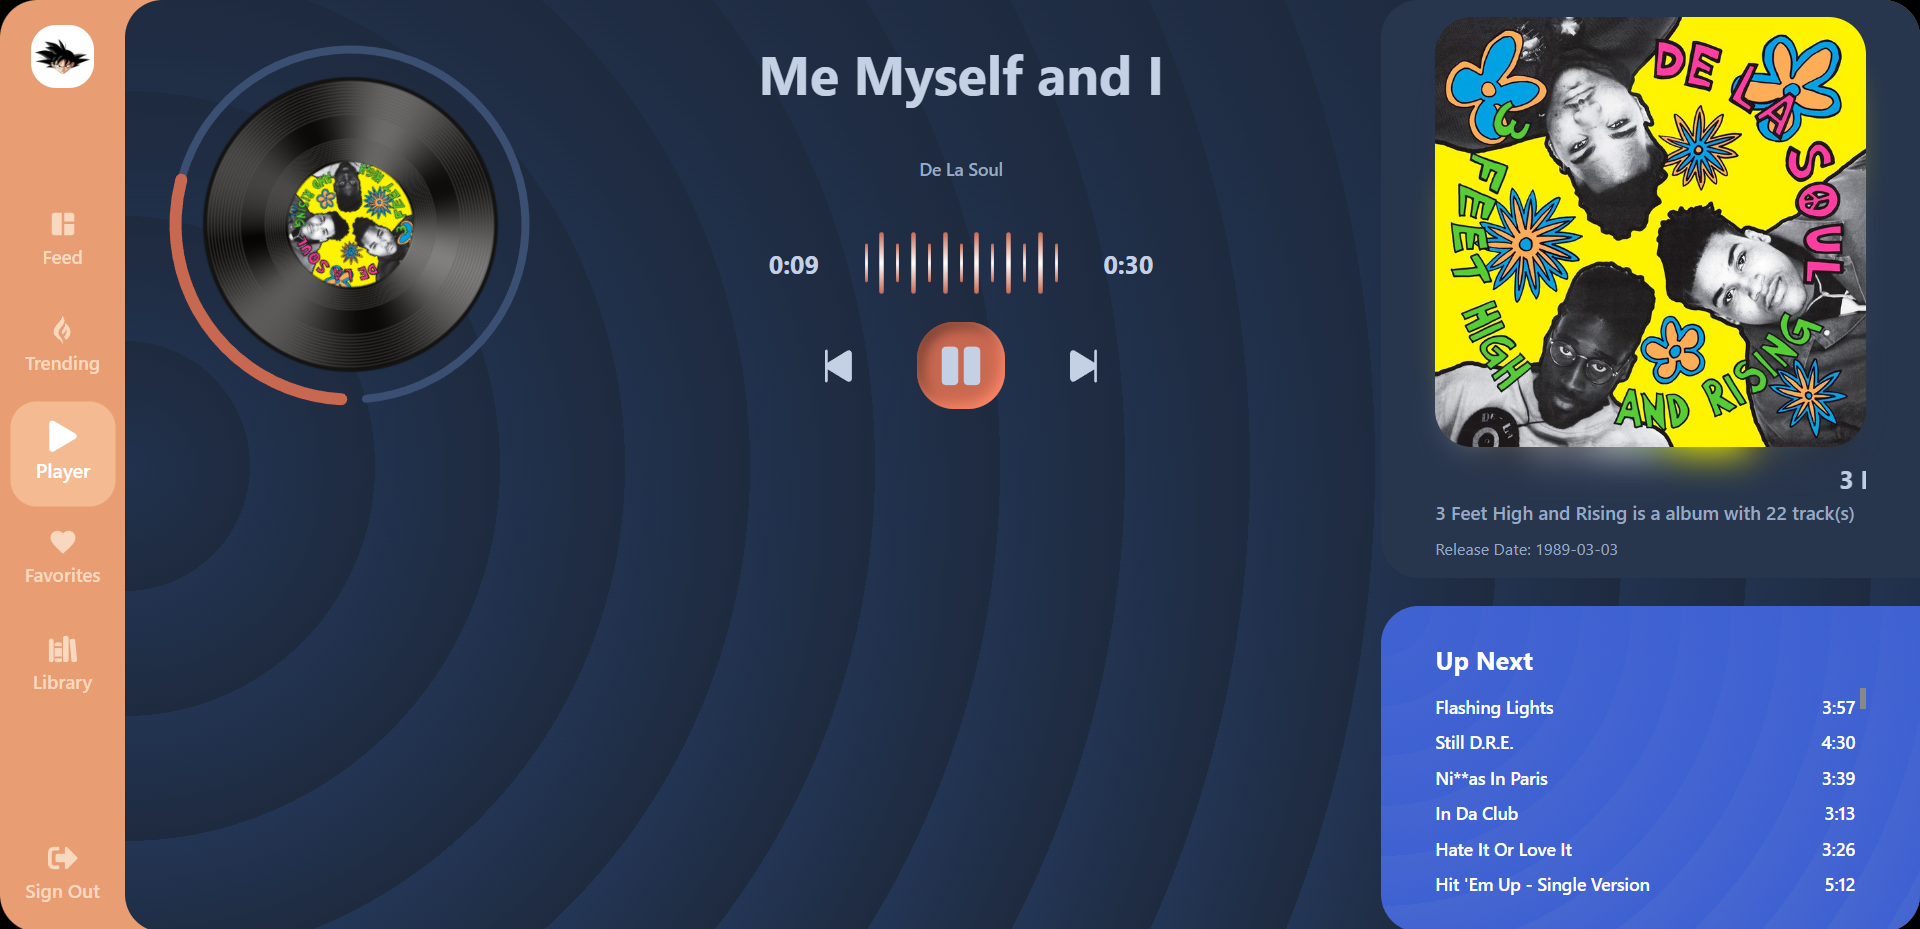 Feed
Trending
Player
Favorites
Library
Sign Out
Me Myself and I
De La Soul
0:09
0:30
DE LA SOUL
3 FEET HIGH AND RISING
3 I
3 Feet High and Rising is a album with 22 track(s)
Release Date: 1989-03-03
Up Next
Flashing Lights 3:57
Still D.R.E. 4:30
Ni**as In Paris 3:39
In Da Club 3:13
Hate It Or Love It 3:26
Hit 'Em Up - Single Version 5:12